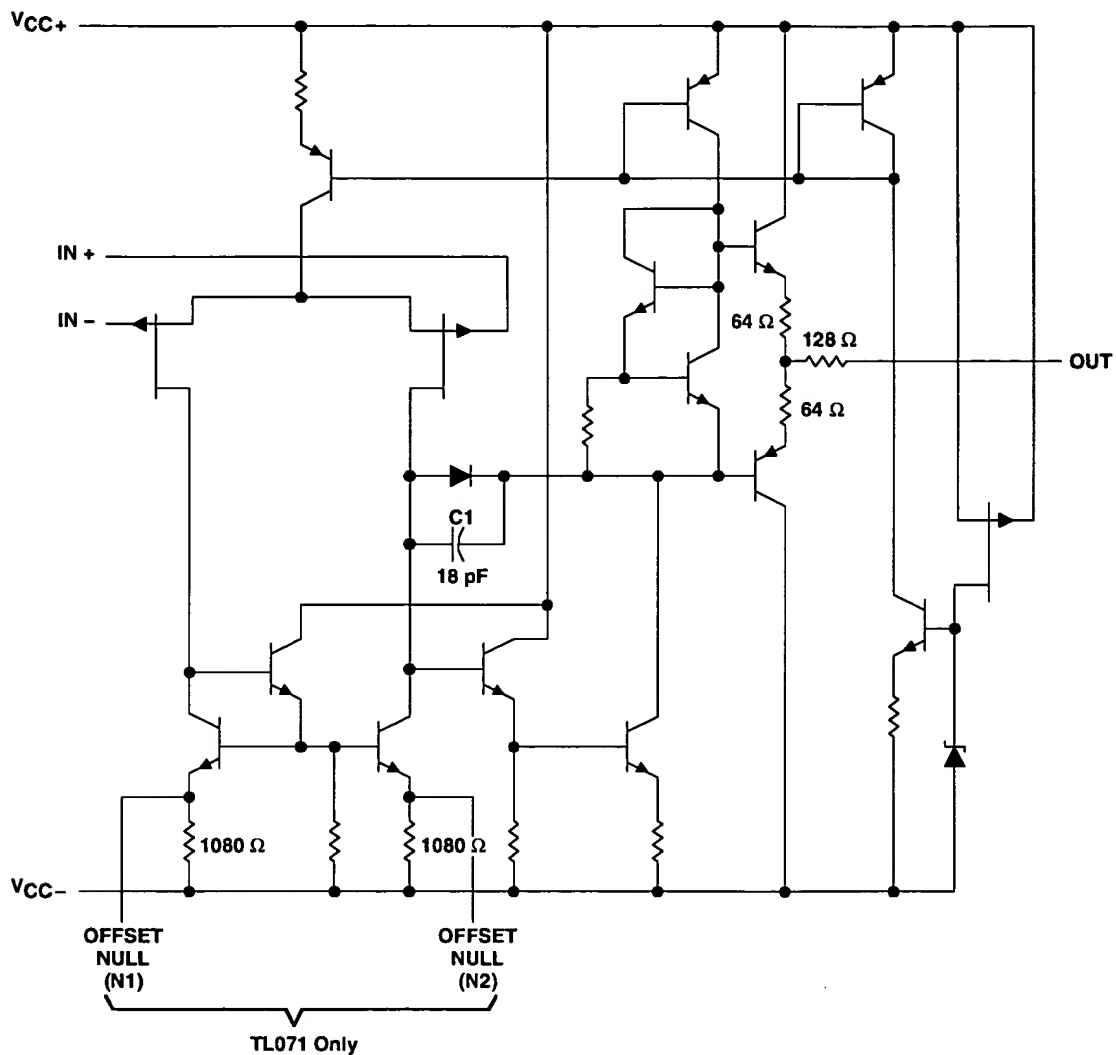 VCC+
IN +
IN −
64 Ω
128 Ω
OUT
64 Ω
C1
18 pF
1080 Ω
1080 Ω
VCC−
OFFSET
NULL
(N1)
OFFSET
NULL
(N2)
TL071 Only